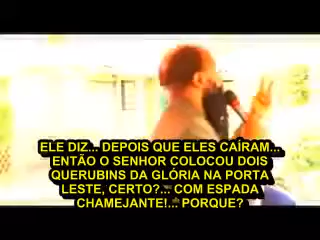 ELE DIZ... DEPOIS QUE ELES CAÍRAM...
ENTÃO O SENHOR COLOCOU DOIS
QUERUBINS DA GLÓRIA NA PORTA
LESTE, CERTO?... COM ESPADA
CHAMEJANTE!... PORQUE?